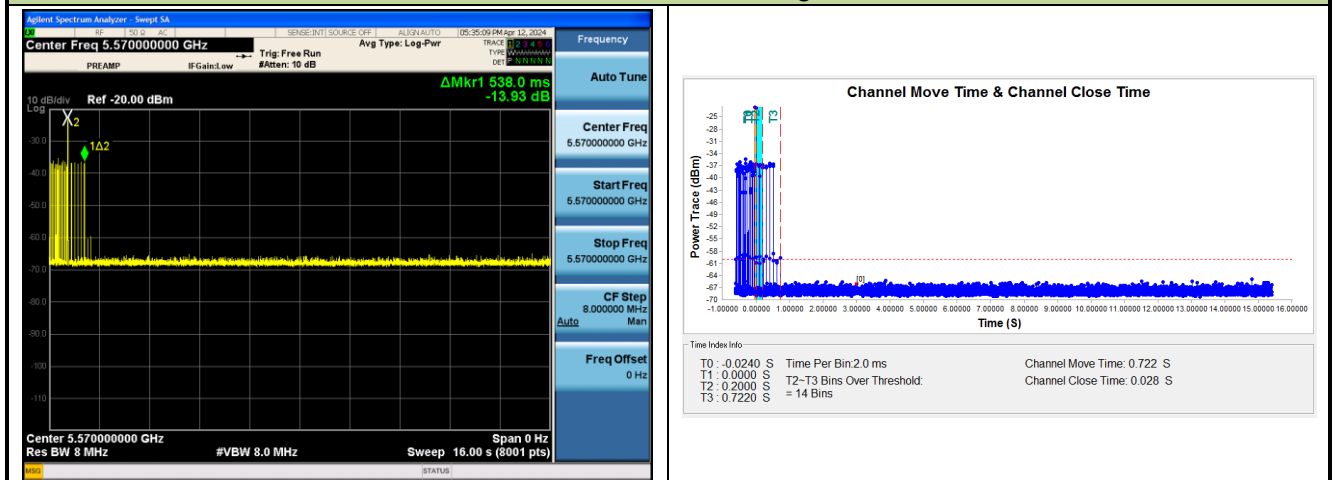 Agilent Spectrum Analyzer - Swept SA
RF 50 Ω AC SENSE:INT SOURCE OFF ALIGN AUTO 05:35:09 PM Apr 12, 2024
Center Freq 5.570000000 GHz
Avg Type: Log-Pwr
TRACE 1 2 3 4 5 6
TYPE
DET P N N N N N
PREAMP
IFGain:Low
Trig: Free Run
#Atten: 10 dB
ΔMkr1 538.0 ms
-13.93 dB
10 dB/div
Log
Ref -20.00 dBm
2
1Δ2
-30.0
-40.0
-50.0
-60.0
-70.0
-80.0
-90.0
-100
-110
Center 5.570000000 GHz
Span 0 Hz
Res BW 8 MHz
#VBW 8.0 MHz
Sweep 16.00 s (8001 pts)
MSG
STATUS
Frequency
Auto Tune
Center Freq
5.570000000 GHz
Start Freq
5.570000000 GHz
Stop Freq
5.570000000 GHz
CF Step
8.000000 MHz
Auto Man
Freq Offset
0 Hz
Channel Move Time & Channel Close Time
Power Trace (dBm)
-25
-28
-31
-34
-37
-40
-43
-46
-49
-52
-55
-58
-61
-64
-67
-70
T3
[0]
-1.00000 0.00000 1.00000 2.00000 3.00000 4.00000 5.00000 6.00000 7.00000 8.00000 9.00000 10.00000 11.00000 12.00000 13.00000 14.00000 15.00000 16.00000
Time (S)
Time Index Info
T0 : -0.0240 S
T1 : 0.0000 S
T2 : 0.2000 S
T3 : 0.7220 S
Time Per Bin:2.0 ms
T2~T3 Bins Over Threshold:
= 14 Bins
Channel Move Time: 0.722 S
Channel Close Time: 0.028 S